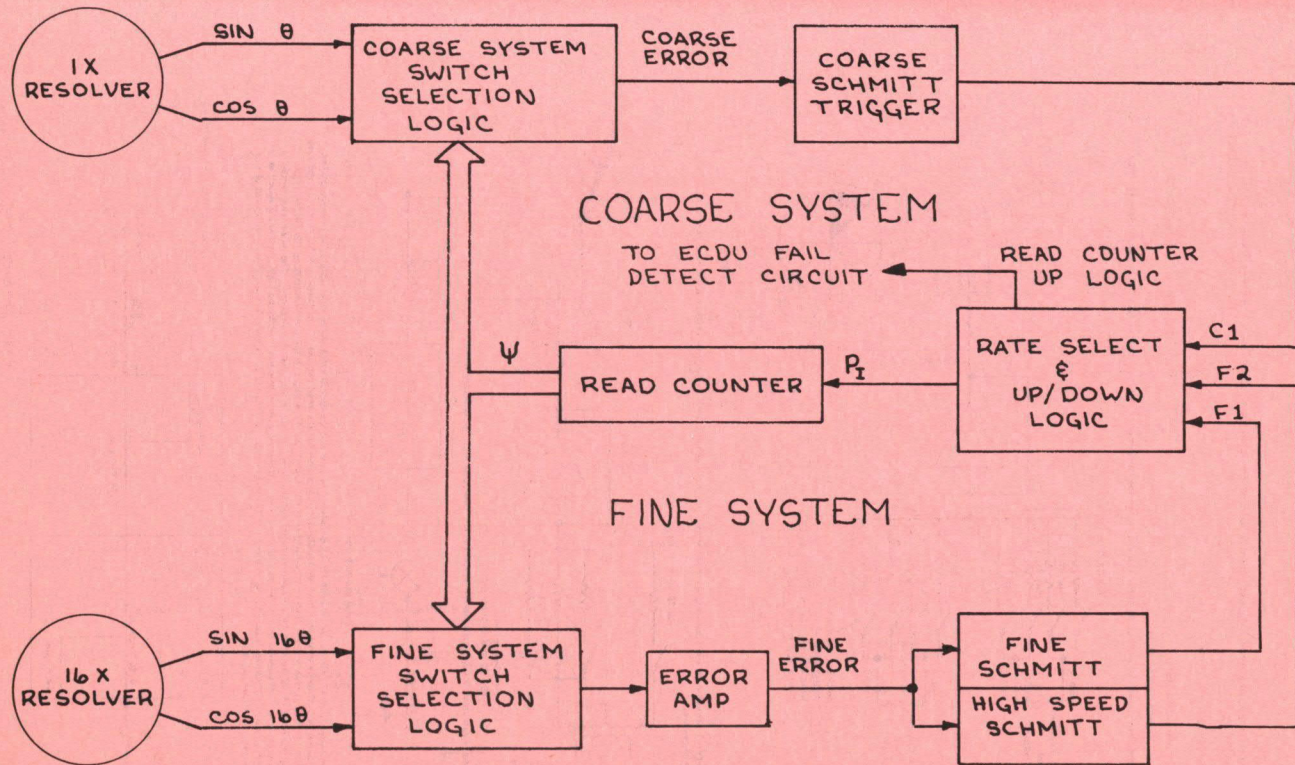 1X
RESOLVER
SIN θ
COS θ
COARSE SYSTEM
SWITCH
SELECTION
LOGIC
COARSE
ERROR
COARSE
SCHMITT
TRIGGER
COARSE SYSTEM
TO ECDU FAIL
DETECT CIRCUIT
READ COUNTER
UP LOGIC
ψ
READ COUNTER
P_I
RATE SELECT
&
UP/DOWN
LOGIC
C1
F2
F1
FINE SYSTEM
16 X
RESOLVER
SIN 16θ
COS 16θ
FINE SYSTEM
SWITCH
SELECTION
LOGIC
ERROR
AMP
FINE
ERROR
FINE
SCHMITT
HIGH SPEED
SCHMITT